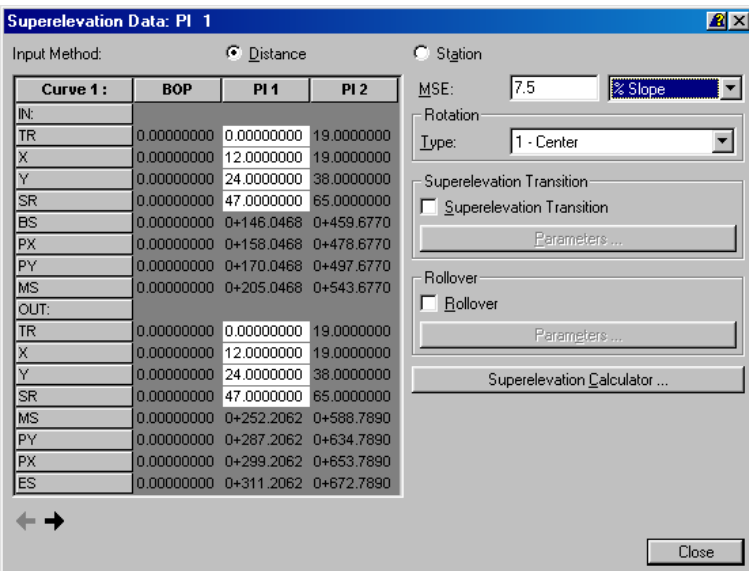 Superelevation Data: PI 1
Input Method: Distance Station
Curve 1 : BOP PI 1 PI 2
IN:
TR 0.00000000 0.00000000 19.0000000
X 0.00000000 12.0000000 19.0000000
Y 0.00000000 24.0000000 38.0000000
SR 0.00000000 47.0000000 65.0000000
BS 0.00000000 0+146.0468 0+459.6770
PX 0.00000000 0+158.0468 0+478.6770
PY 0.00000000 0+170.0468 0+497.6770
MS 0.00000000 0+205.0468 0+543.6770
OUT:
TR 0.00000000 0.00000000 19.0000000
X 0.00000000 12.0000000 19.0000000
Y 0.00000000 24.0000000 38.0000000
SR 0.00000000 47.0000000 65.0000000
MS 0.00000000 0+252.2062 0+588.7890
PY 0.00000000 0+287.2062 0+634.7890
PX 0.00000000 0+299.2062 0+653.7890
ES 0.00000000 0+311.2062 0+672.7890
MSE: 7.5 % Slope
Rotation
Type: 1 - Center
Superelevation Transition
Superelevation Transition
Parameters ...
Rollover
Rollover
Parameters ...
Superelevation Calculator ...
Close